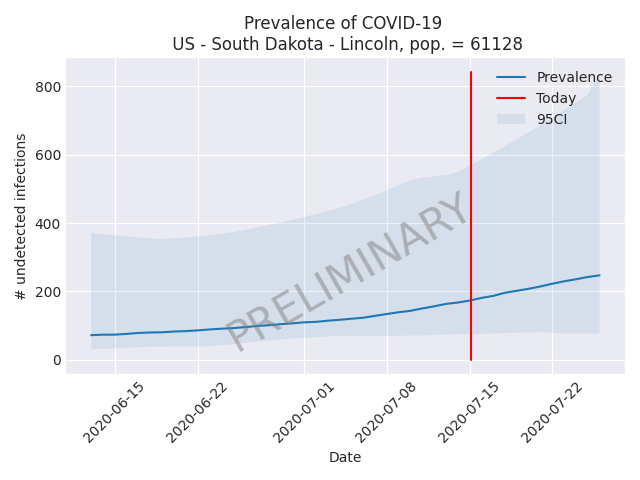 Prevalence of COVID-19
US - South Dakota - Lincoln, pop. = 61128
Prevalence
Today
95CI
800
600
400
200
0
# undetected infections
PRELIMINARY
2020-06-15
2020-06-22
2020-07-01
2020-07-08
2020-07-15
2020-07-22
Date